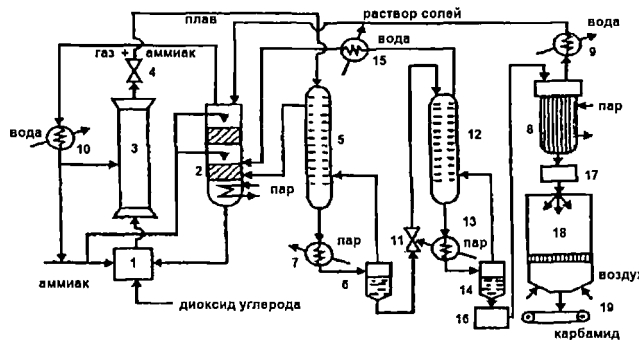 плав
раствор солей
вода
газ + аммиак
4
вода
15
9
вода
10
3
2
5
12
8
пар
17
пар
пар
7
6
11
13
пар
14
16
18
воздух
19
1
аммиак
диоксид углерода
карбамид